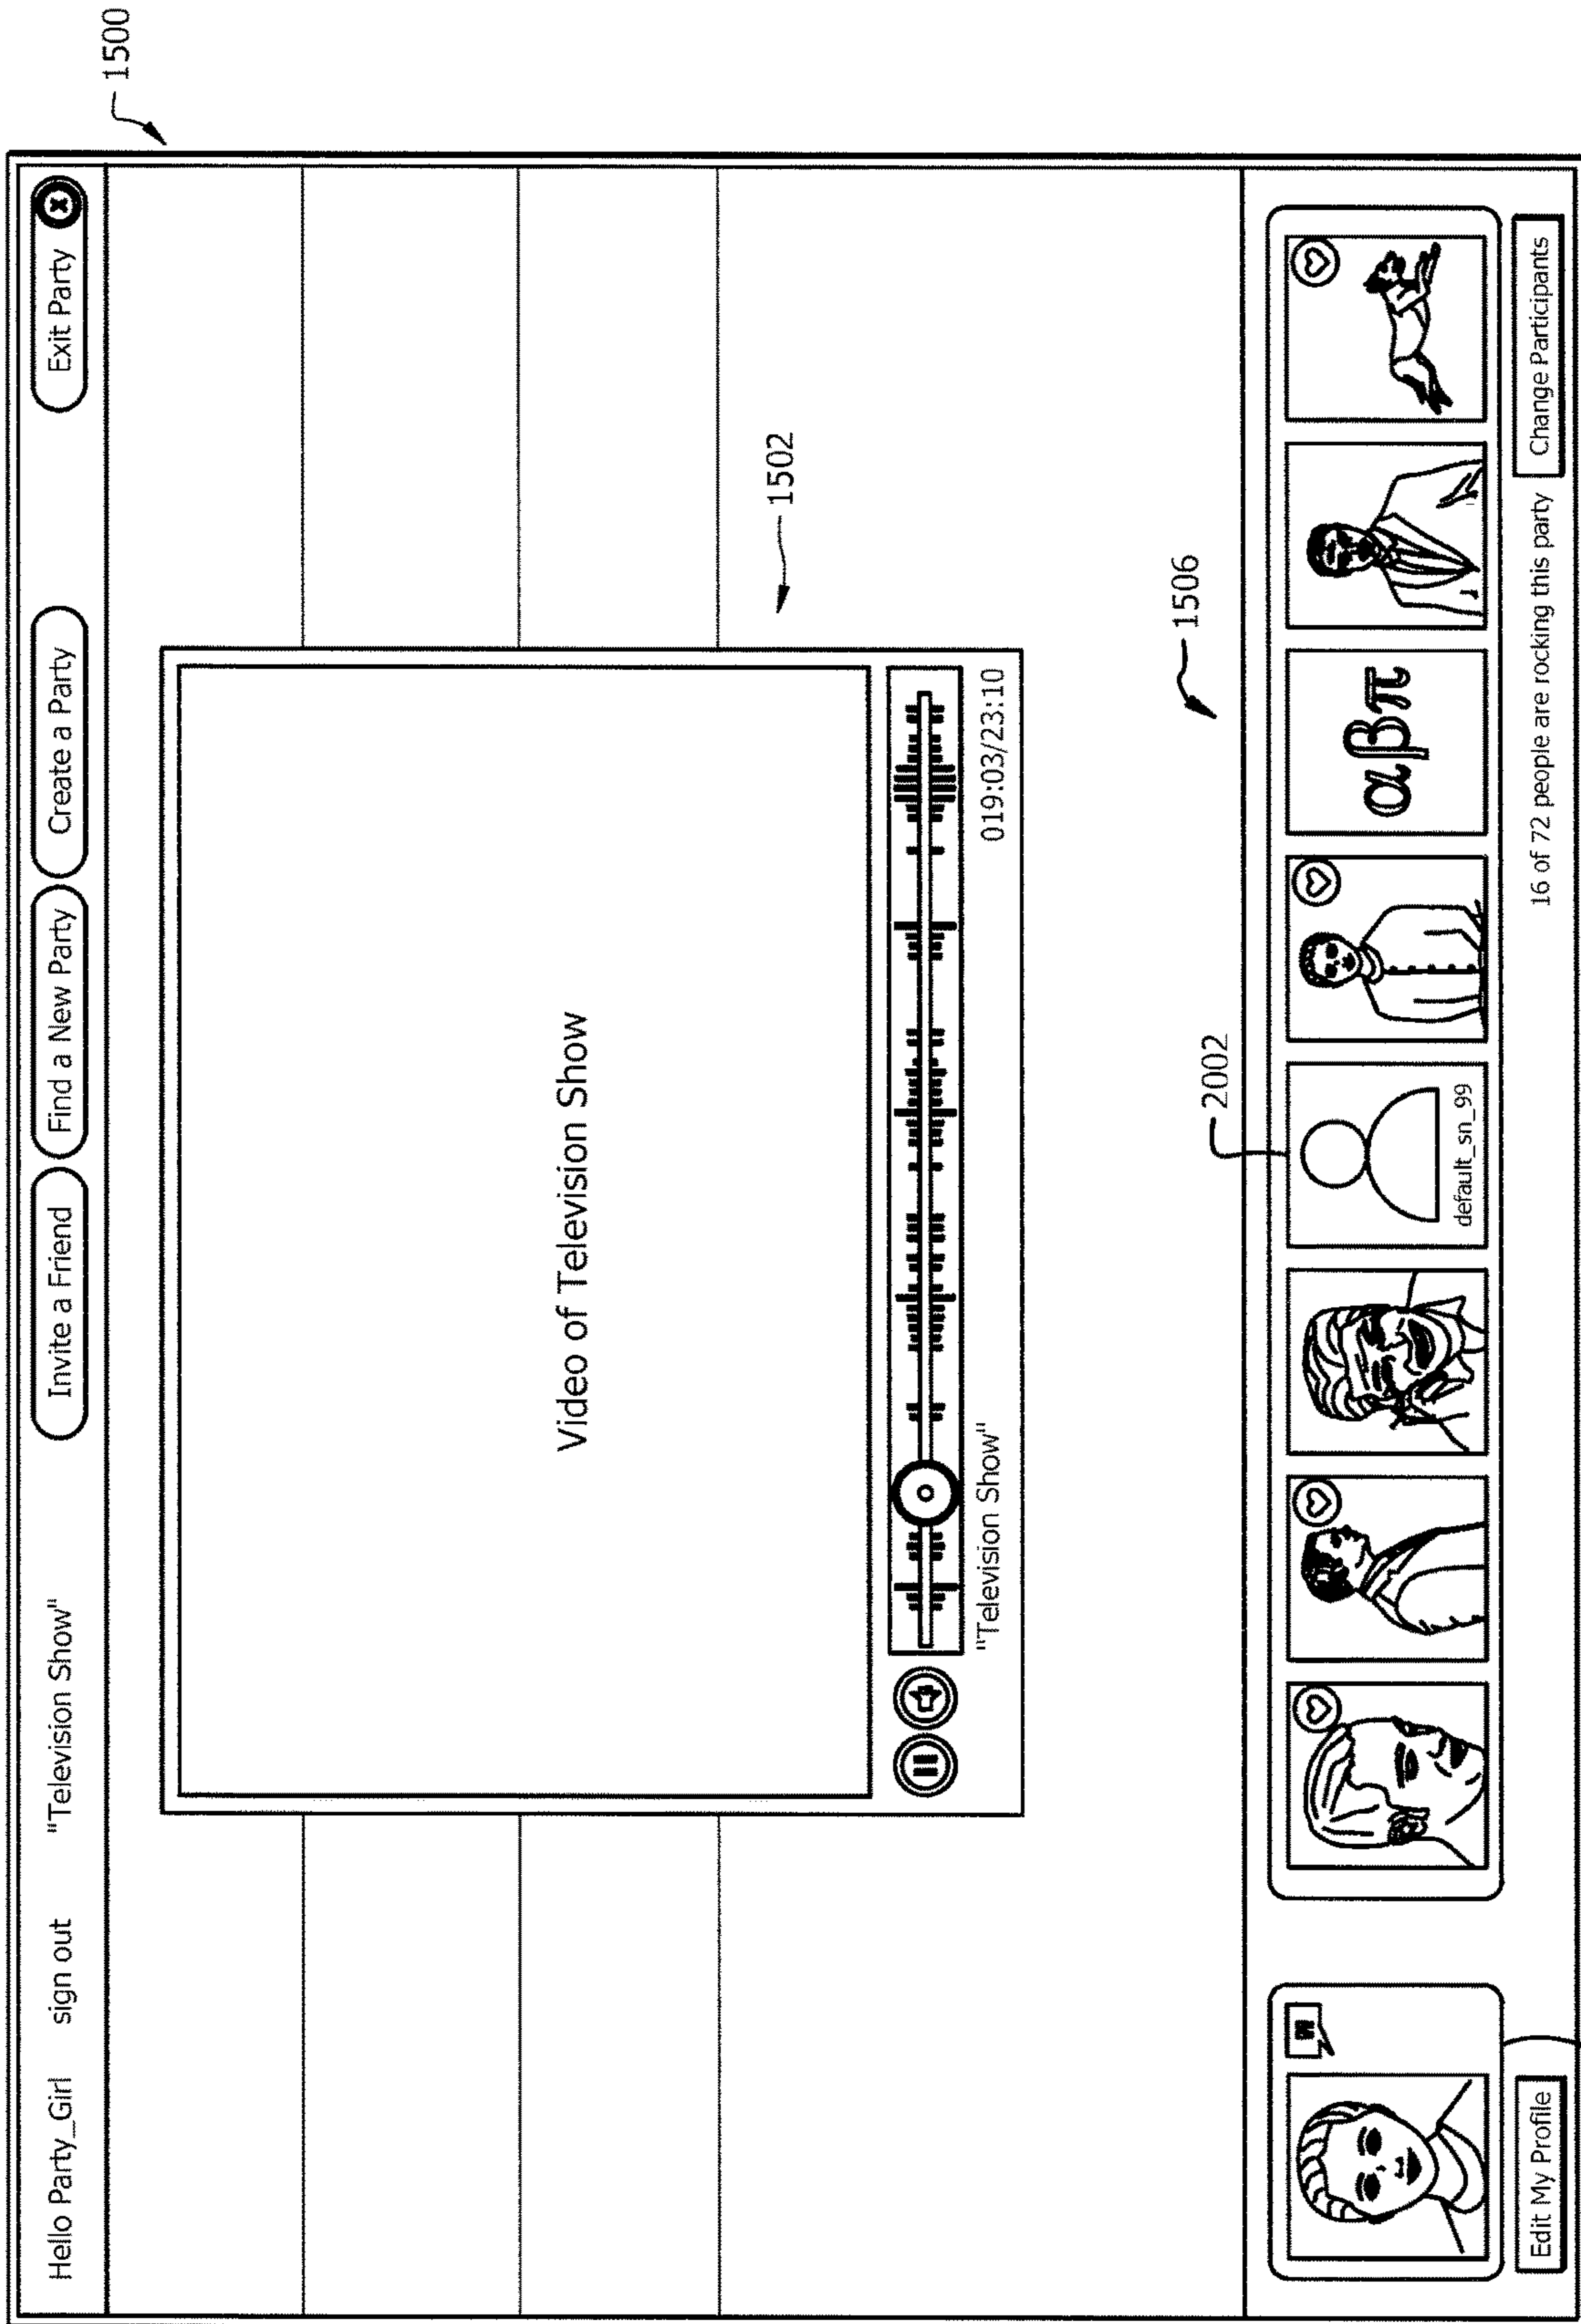 1500
Hello Party_Girl sign out "Television Show" Invite a Friend Find a New Party Create a Party Exit Party x
Video of Television Show
1502
"Television Show" 019:03/23:10
1506
2002
default_sn_99
αβπ
Edit My Profile 16 of 72 people are rocking this party Change Participants